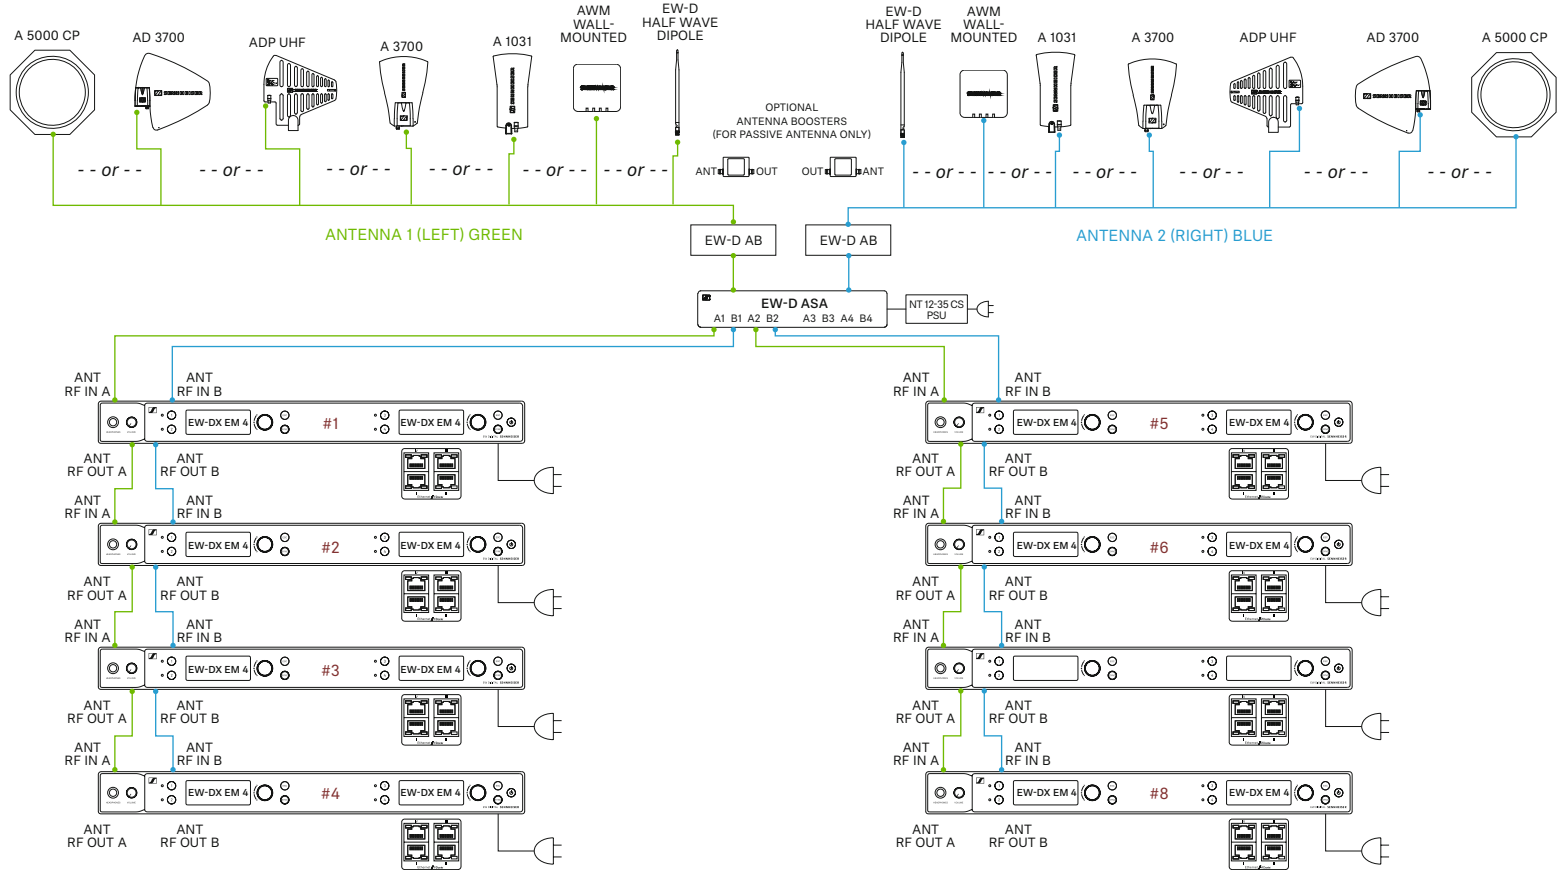 A 5000 CP
AD 3700
ADP UHF
A 3700
A 1031
AWM
WALL-
MOUNTED
EW-D
HALF WAVE
DIPOLE
EW-D
HALF WAVE
DIPOLE
AWM
WALL-
MOUNTED
A 1031
A 3700
ADP UHF
AD 3700
A 5000 CP
OPTIONAL
ANTENNA BOOSTERS
(FOR PASSIVE ANTENNA ONLY)
- - or - -
- - or - -
- - or - -
- - or - -
- - or - -
- - or - -
ANT OUT
OUT ANT
- - or - -
- - or - -
- - or - -
- - or - -
- - or - -
- - or - -
ANTENNA 1 (LEFT) GREEN
EW-D AB
EW-D AB
ANTENNA 2 (RIGHT) BLUE
EW-D ASA
A1 B1 A2 B2 A3 B3 A4 B4
NT 12-35 CS
PSU
ANT
RF IN A
ANT
RF IN B
EW-DX EM 4 #1 EW-DX EM 4
ANT
RF OUT A
ANT
RF OUT B
ANT
RF IN A
ANT
RF IN B
EW-DX EM 4 #2 EW-DX EM 4
ANT
RF OUT A
ANT
RF OUT B
ANT
RF IN A
ANT
RF IN B
EW-DX EM 4 #3 EW-DX EM 4
ANT
RF OUT A
ANT
RF OUT B
ANT
RF IN A
ANT
RF IN B
EW-DX EM 4 #4 EW-DX EM 4
ANT
RF OUT A
ANT
RF OUT B
ANT
RF IN A
ANT
RF IN B
EW-DX EM 4 #5 EW-DX EM 4
ANT
RF OUT A
ANT
RF OUT B
ANT
RF IN A
ANT
RF IN B
EW-DX EM 4 #6 EW-DX EM 4
ANT
RF OUT A
ANT
RF OUT B
ANT
RF IN A
ANT
RF IN B
ANT
RF OUT A
ANT
RF OUT B
ANT
RF IN A
ANT
RF IN B
EW-DX EM 4 #8 EW-DX EM 4
ANT
RF OUT A
ANT
RF OUT B